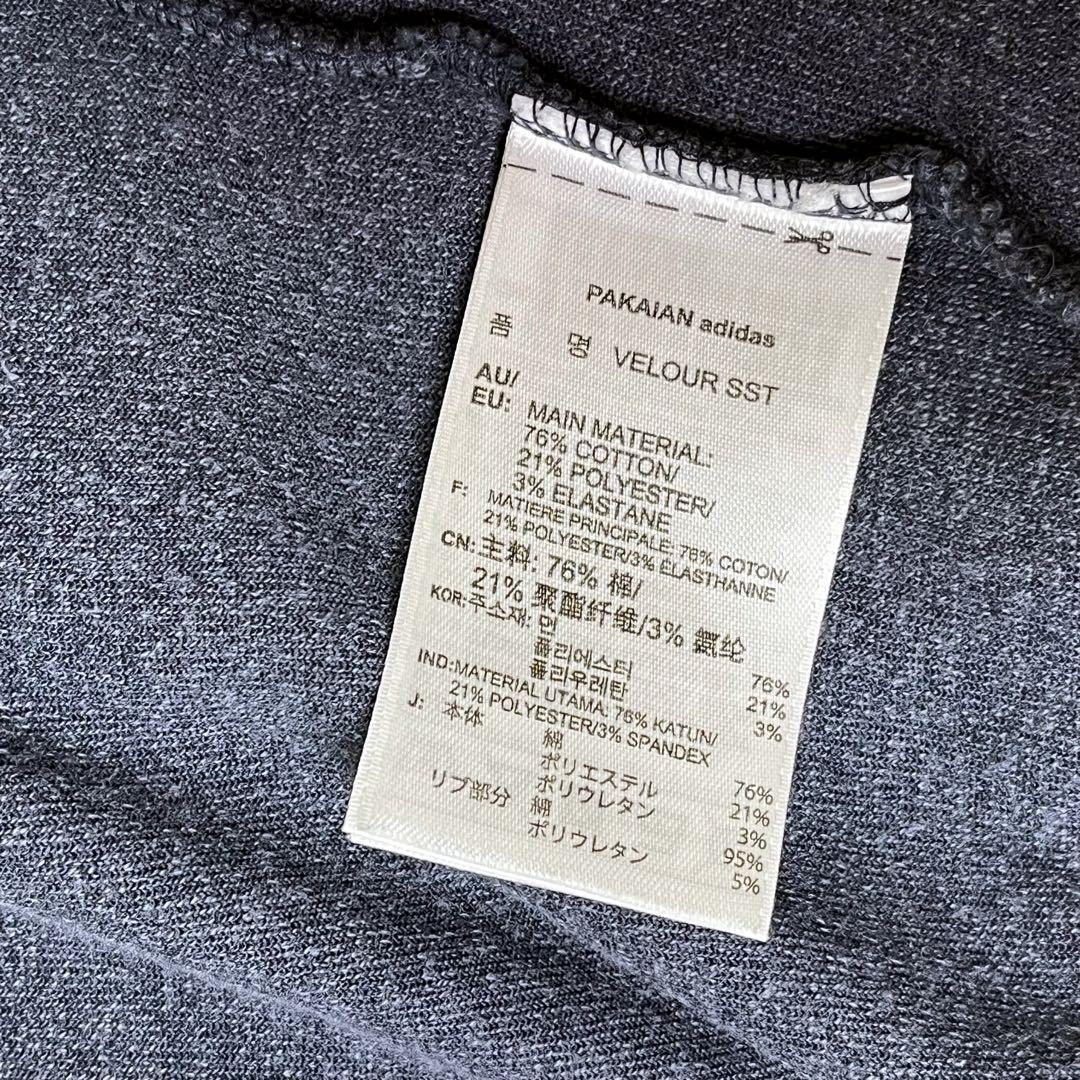 PAKAIAN adidas
품 명 VELOUR SST
AU/
EU: MAIN MATERIAL:
76% COTTON/
21% POLYESTER/
3% ELASTANE
F: MATIERE PRINCIPALE: 76% COTON/
21% POLYESTER/3% ELASTHANNE
CN: 主料: 76% 棉/
21% 聚酯纤维/3% 氨纶
KOR: 주소재: 면 76%
폴리에스터 21%
폴리우레탄 3%
IND: MATERIAL UTAMA: 76% KATUN/
21% POLYESTER/3% SPANDEX
J: 本体 綿 76%
ポリエステル 21%
ポリウレタン 3%
リブ部分 綿 95%
ポリウレタン 5%